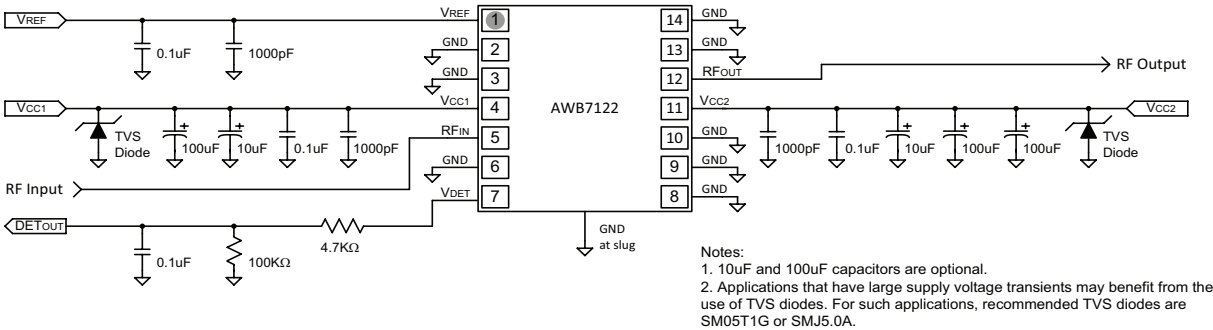 VREF
VREF
1
14
GND
0.1uF
1000pF
GND
2
13
GND
GND
3
12
RFOUT
RF Output
VCC1
VCC1
4
AWB7122
11
VCC2
VCC2
TVS
Diode
100uF
10uF
0.1uF
1000pF
RFIN
5
10
GND
1000pF
0.1uF
10uF
100uF
100uF
TVS
Diode
GND
6
9
GND
RF Input
VDET
7
8
GND
DETOUT
4.7KΩ
0.1uF
100KΩ
GND
at slug
Notes:
1. 10uF and 100uF capacitors are optional.
2. Applications that have large supply voltage transients may benefit from the
use of TVS diodes. For such applications, recommended TVS diodes are
SM05T1G or SMJ5.0A.